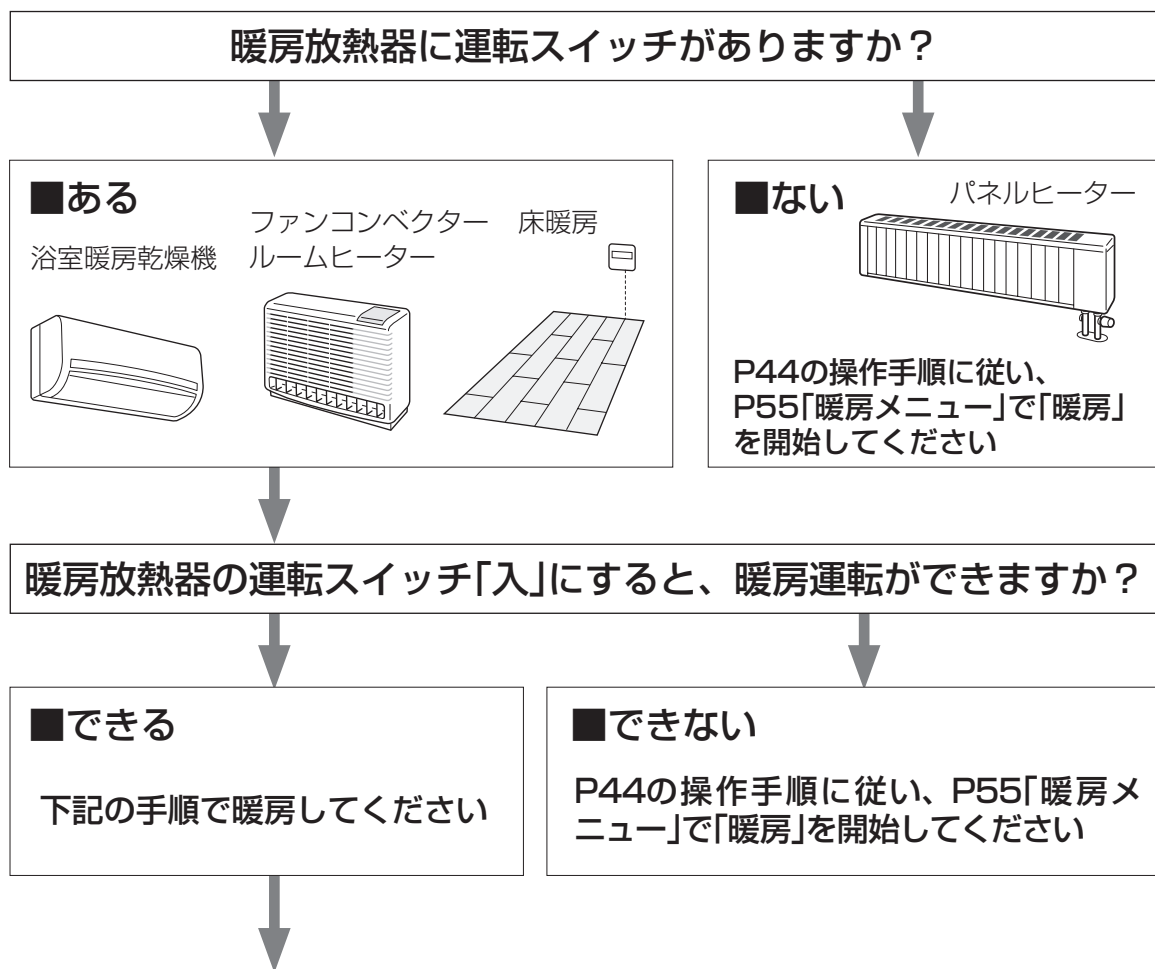 暖房放熱器に運転スイッチがありますか？
■ある
浴室暖房乾燥機
ファンコンベクター
ルームヒーター
床暖房
■ない
パネルヒーター
P44の操作手順に従い、
P55「暖房メニュー」で「暖房」
を開始してください
暖房放熱器の運転スイッチ「入」にすると、暖房運転ができますか？
■できる
下記の手順で暖房してください
■できない
P44の操作手順に従い、P55「暖房メ
ニュー」で「暖房」を開始してください